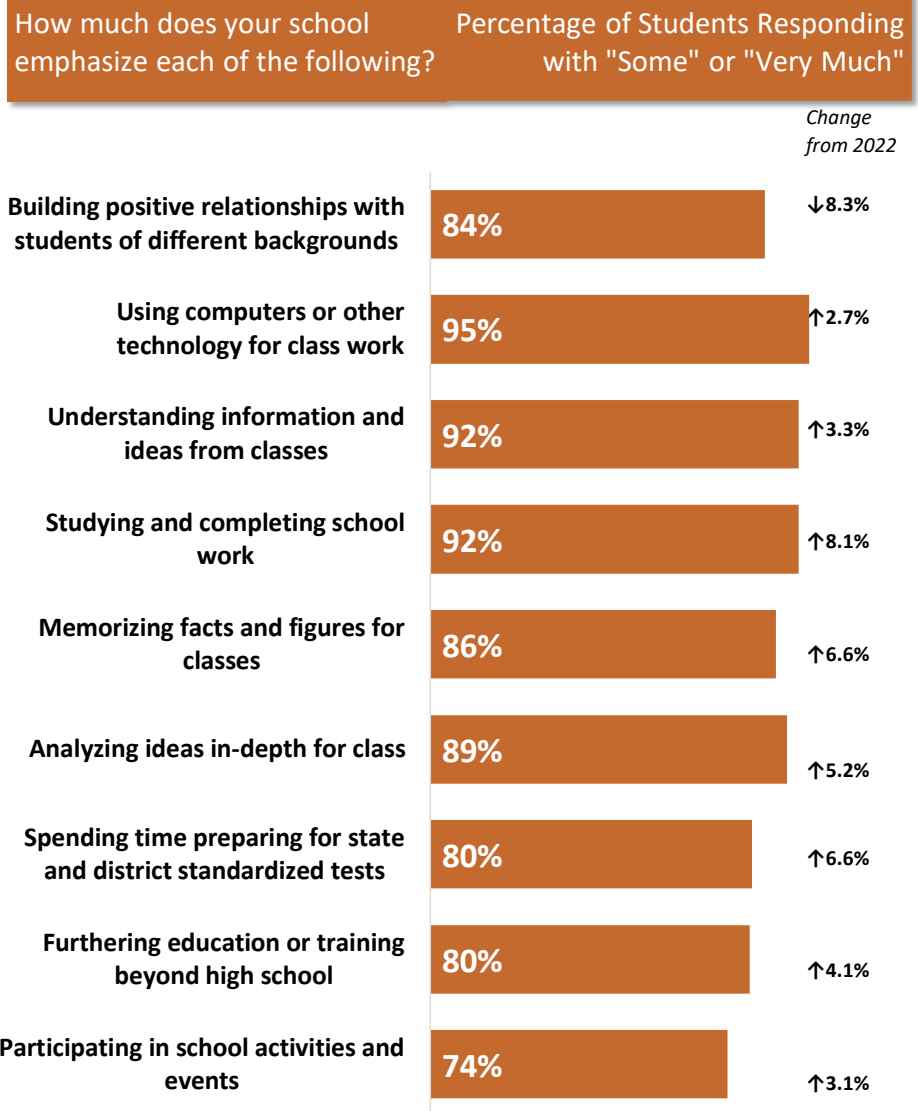 How much does your school
emphasize each of the following?
Percentage of Students Responding
with "Some" or "Very Much"
Change
from 2022
Building positive relationships with
students of different backgrounds
84%
↓8.3%
Using computers or other
technology for class work
95%
↑2.7%
Understanding information and
ideas from classes
92%
↑3.3%
Studying and completing school
work
92%
↑8.1%
Memorizing facts and figures for
classes
86%
↑6.6%
Analyzing ideas in-depth for class
89%
↑5.2%
Spending time preparing for state
and district standardized tests
80%
↑6.6%
Furthering education or training
beyond high school
80%
↑4.1%
Participating in school activities and
events
74%
↑3.1%